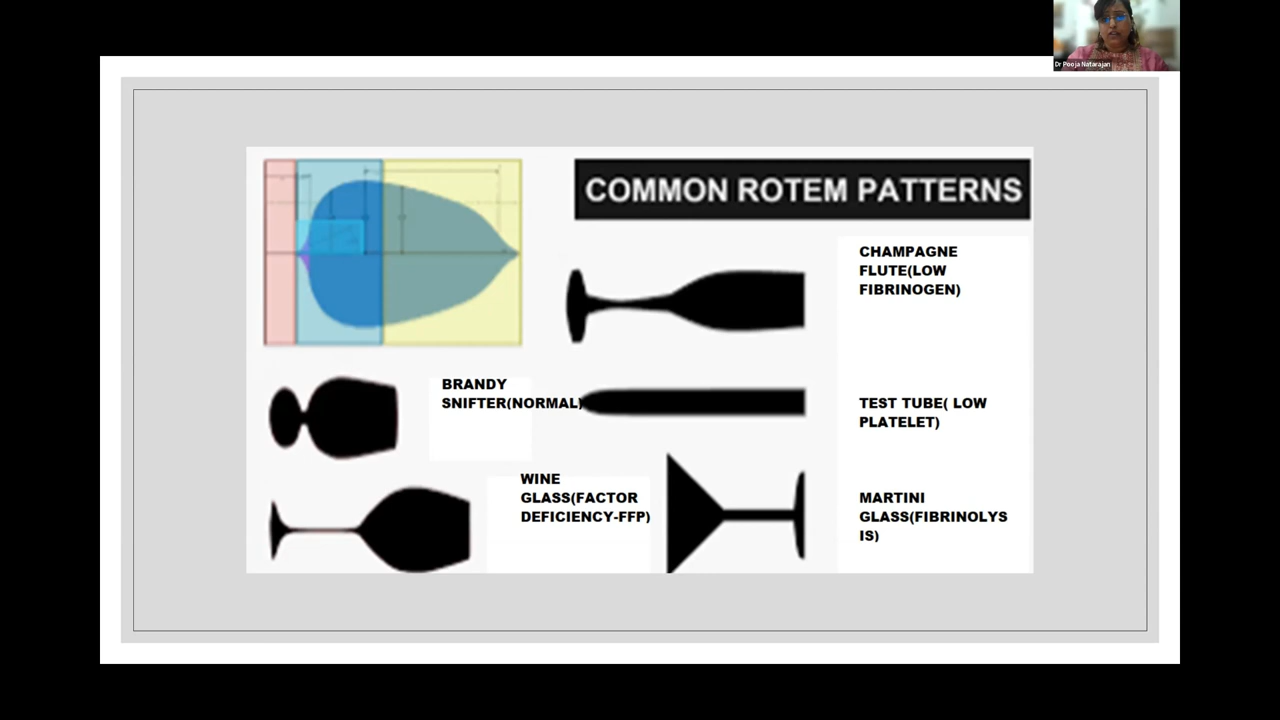 Dr Pooja Natarajan
COMMON ROTEM PATTERNS
CHAMPAGNE
FLUTE(LOW
FIBRINOGEN)
BRANDY
SNIFTER(NORMAL)
TEST TUBE( LOW
PLATELET)
WINE
GLASS(FACTOR
DEFICIENCY-FFP)
MARTINI
GLASS(FIBRINOLYS
IS)